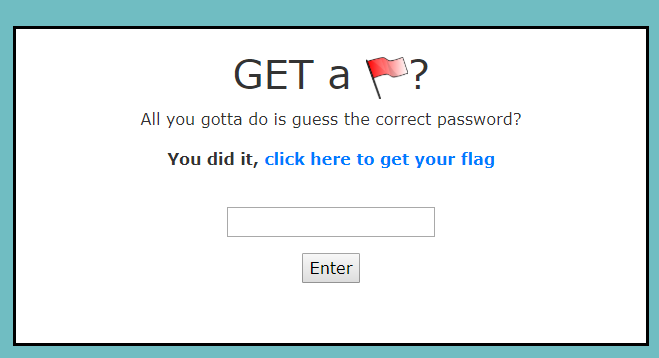 GET a ?
All you gotta do is guess the correct password?
You did it, click here to get your flag
Enter